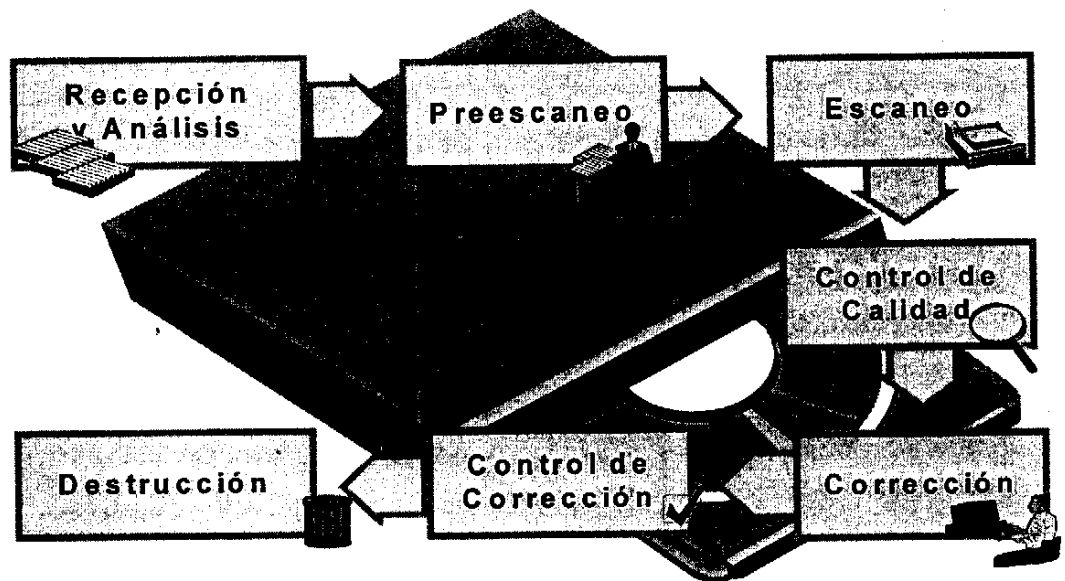 Recepción
y Análisis
Preescaneo
Escaneo
Control de
Calidad
Corrección
Control de
Corrección
Destrucción